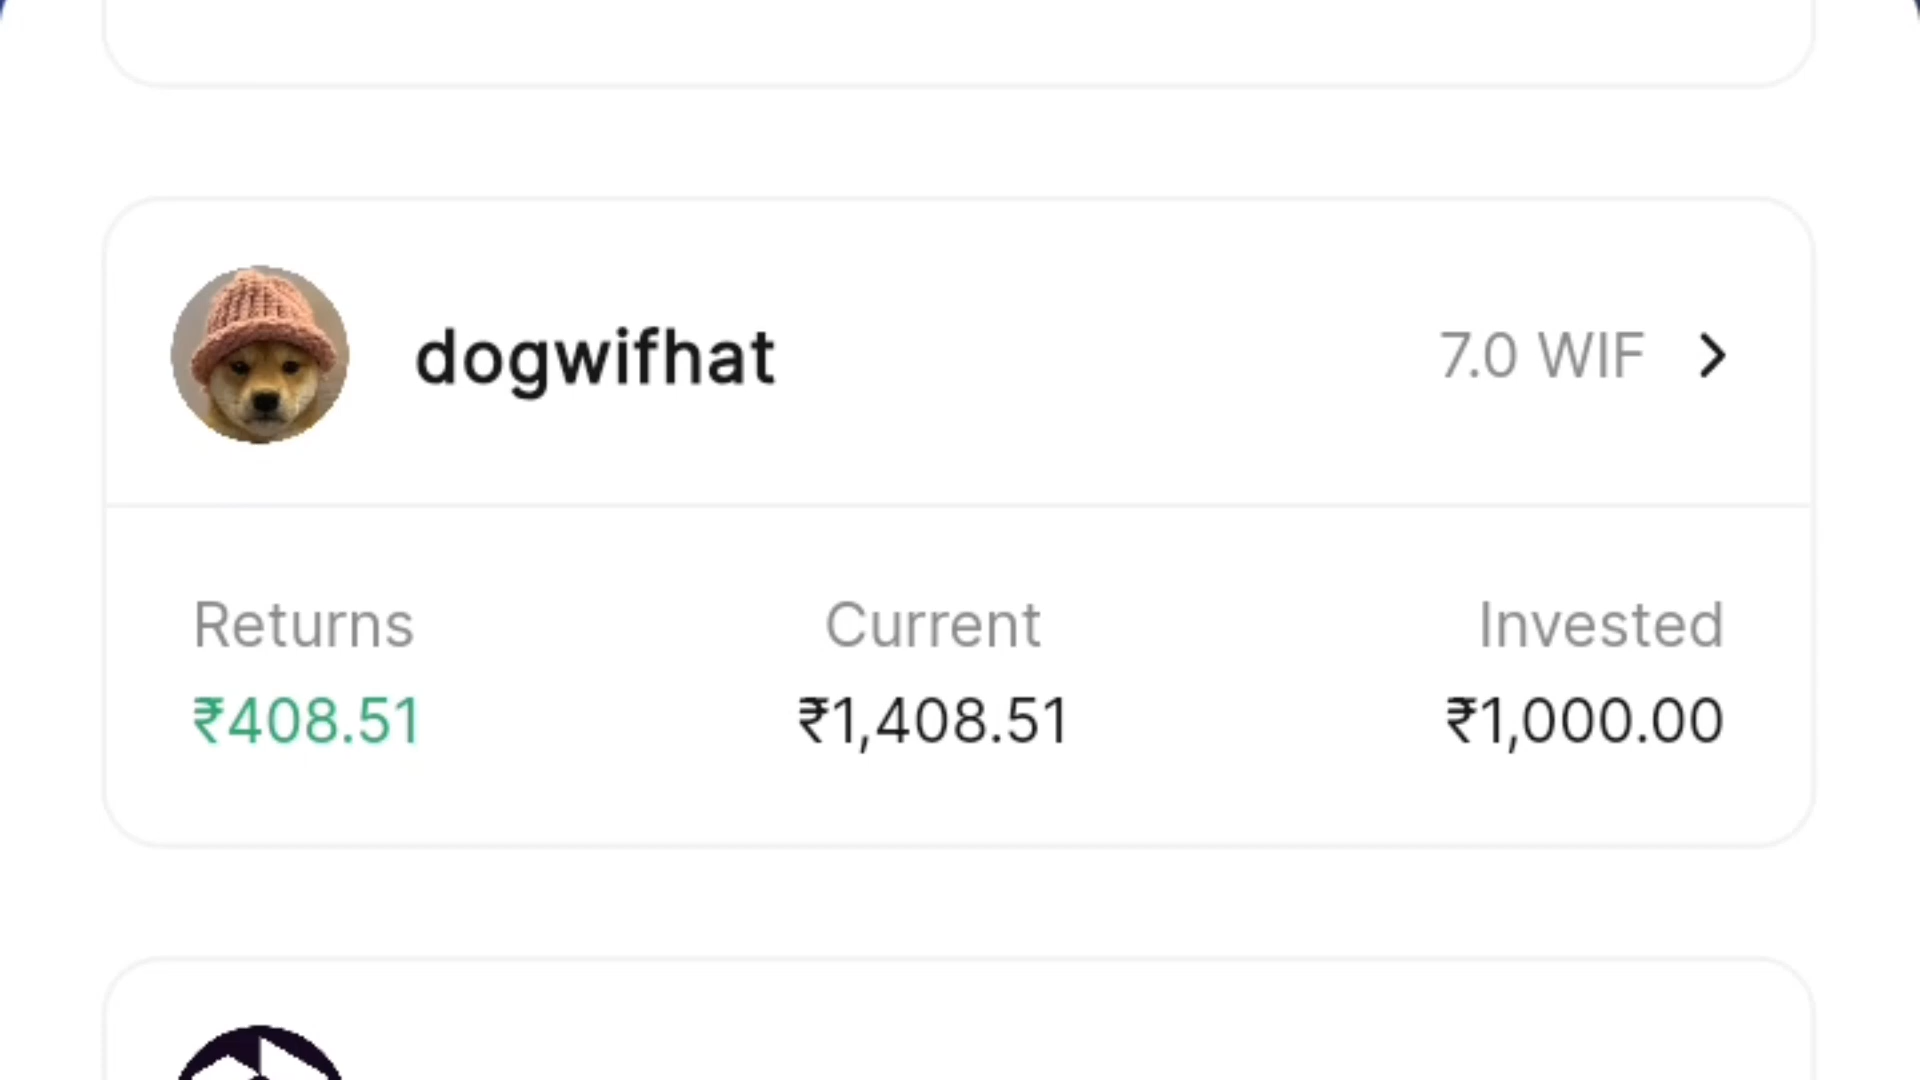 dogwifhat 7.0 WIF
Returns Current Invested
₹408.51 ₹1,408.51 ₹1,000.00